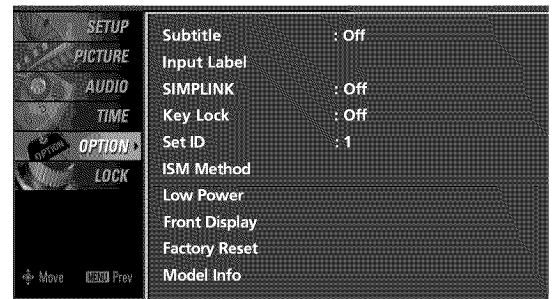 SETUP
PICTURE
AUDIO
TIME
OPTION
OPTION
LOCK
Move MENU Prev
Subtitle : Off
Input Label
SIMPLINK : Off
Key Lock : Off
Set ID : 1
ISM Method
Low Power
Front Display
Factory Reset
Model Info